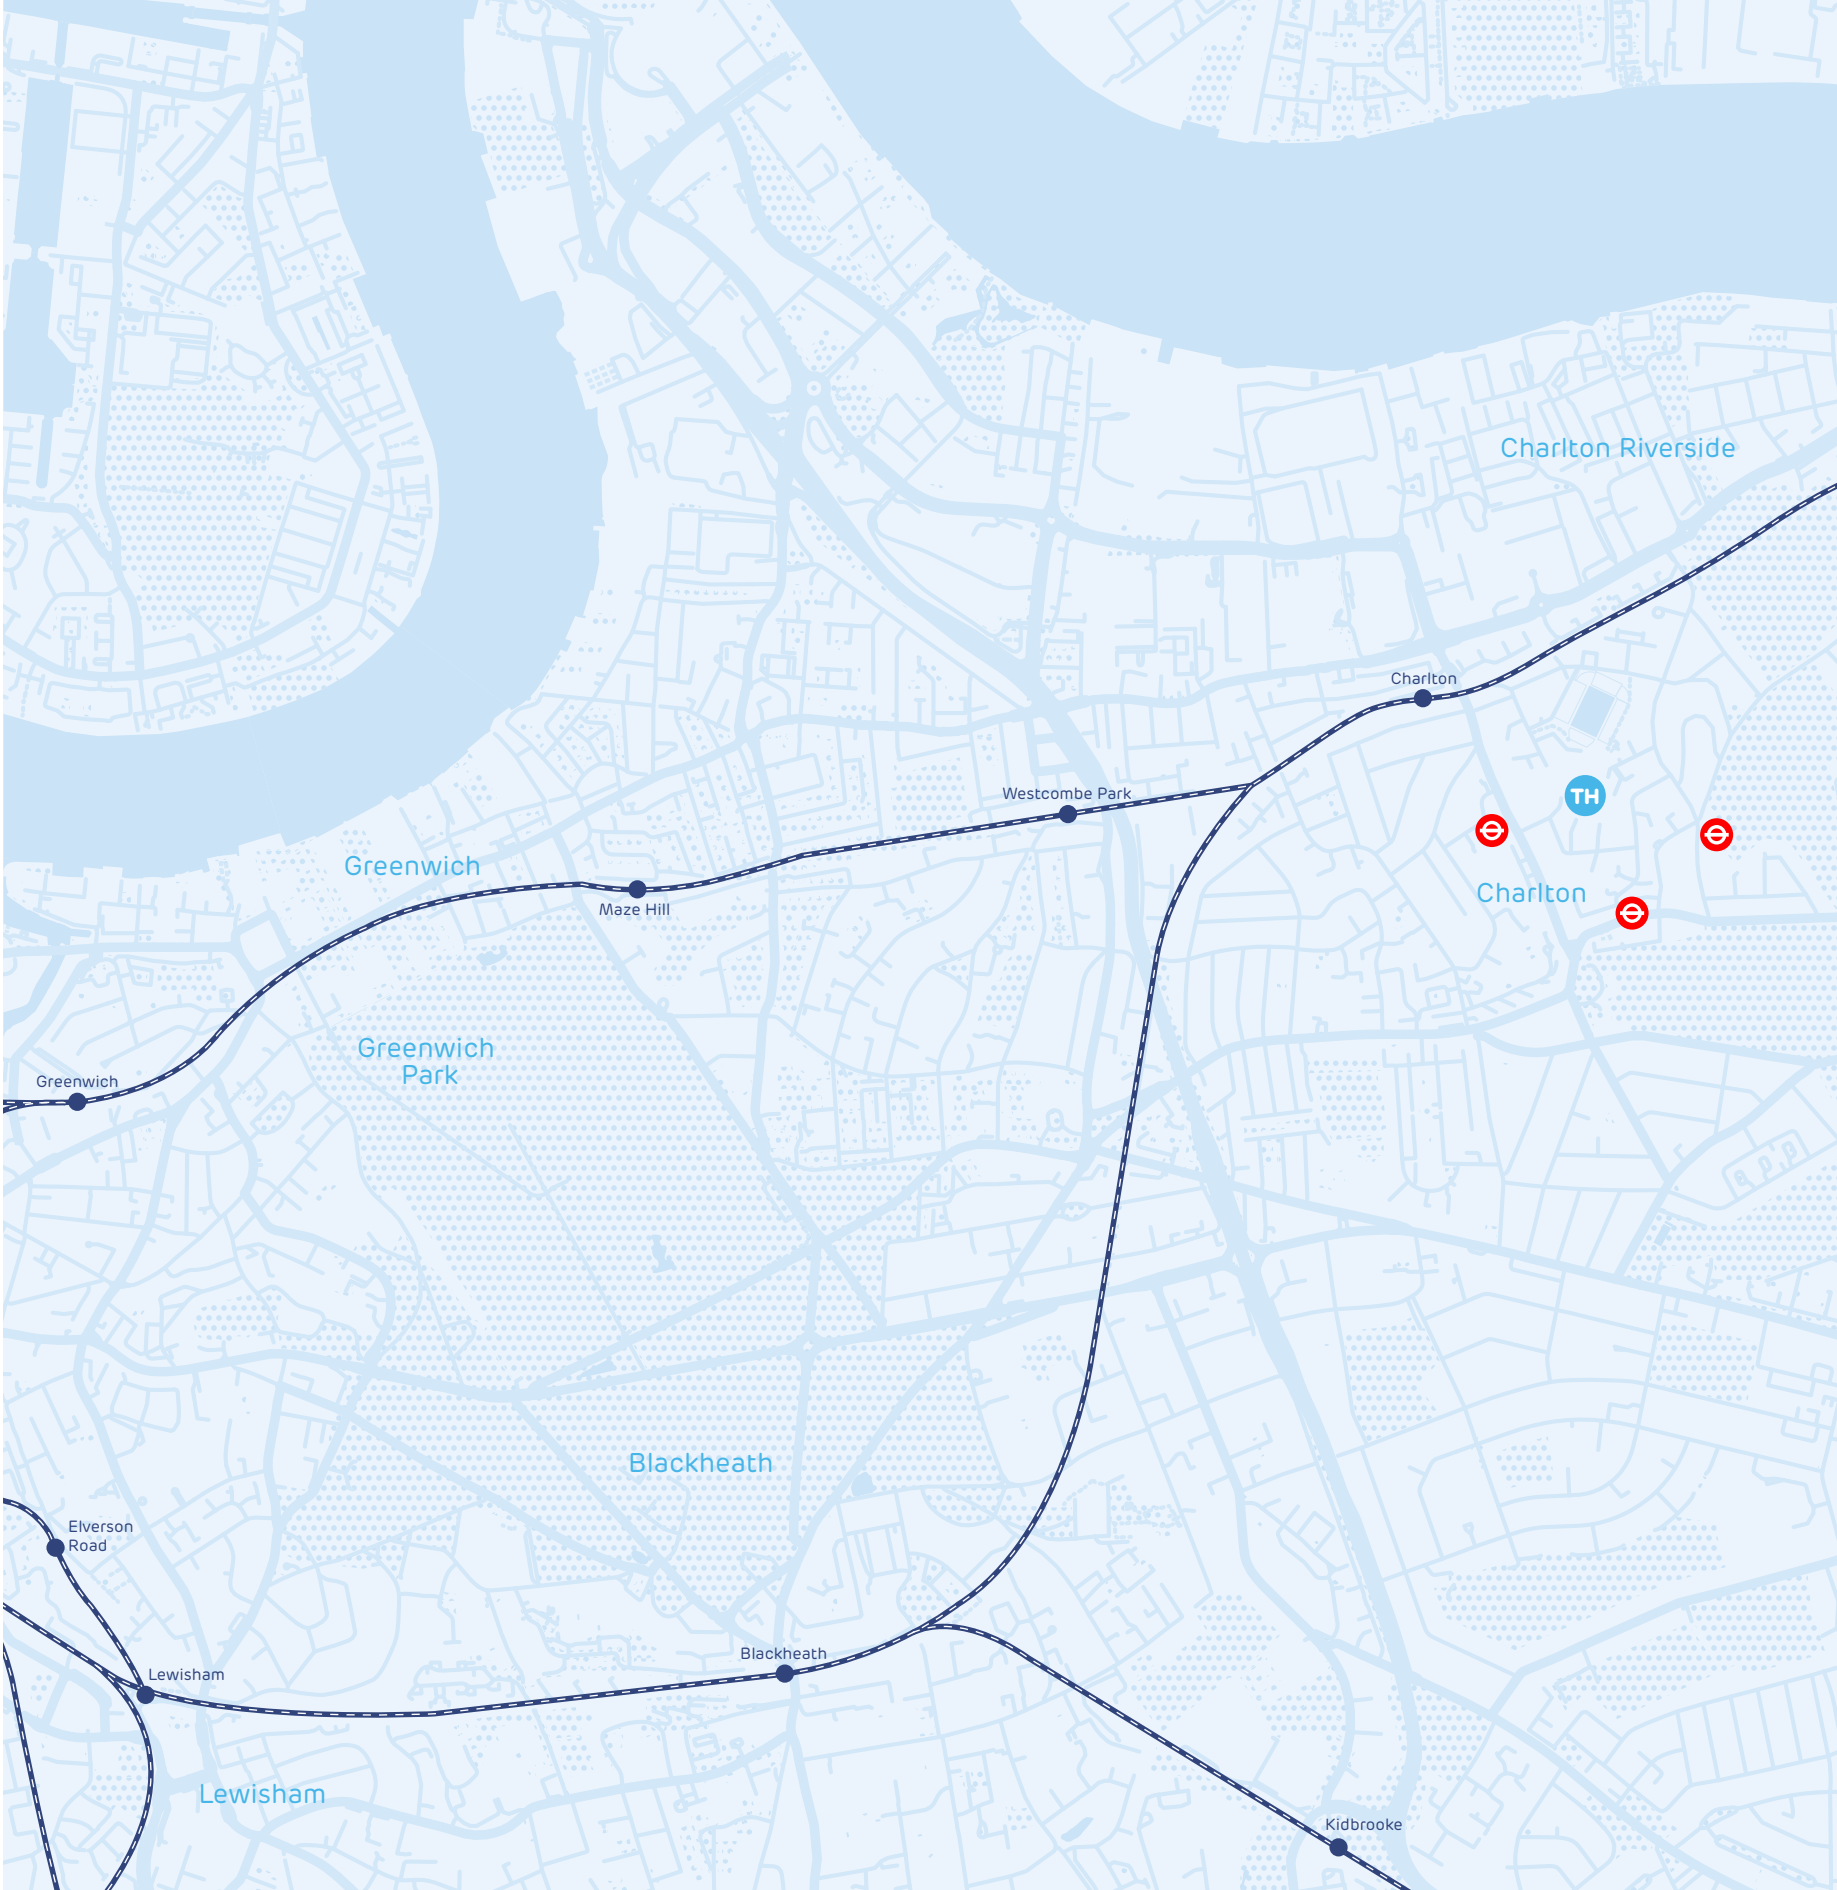 Charlton Riverside
Charlton
Westcombe Park
TH
Greenwich
Charlton
Maze Hill
Greenwich
Park
Greenwich
Blackheath
Elverson
Road
Blackheath
Lewisham
Lewisham
Kidbrooke